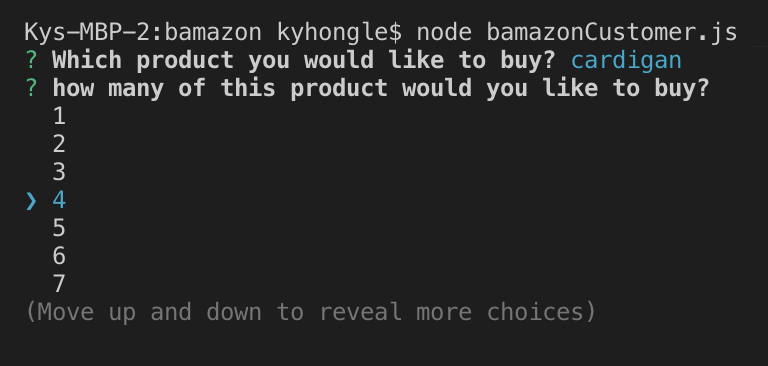 Kys-MBP-2:bamazon kyhongle$ node bamazonCustomer.js
? Which product you would like to buy? cardigan
? how many of this product would you like to buy?
1
2
3
❯ 4
5
6
7
(Move up and down to reveal more choices)